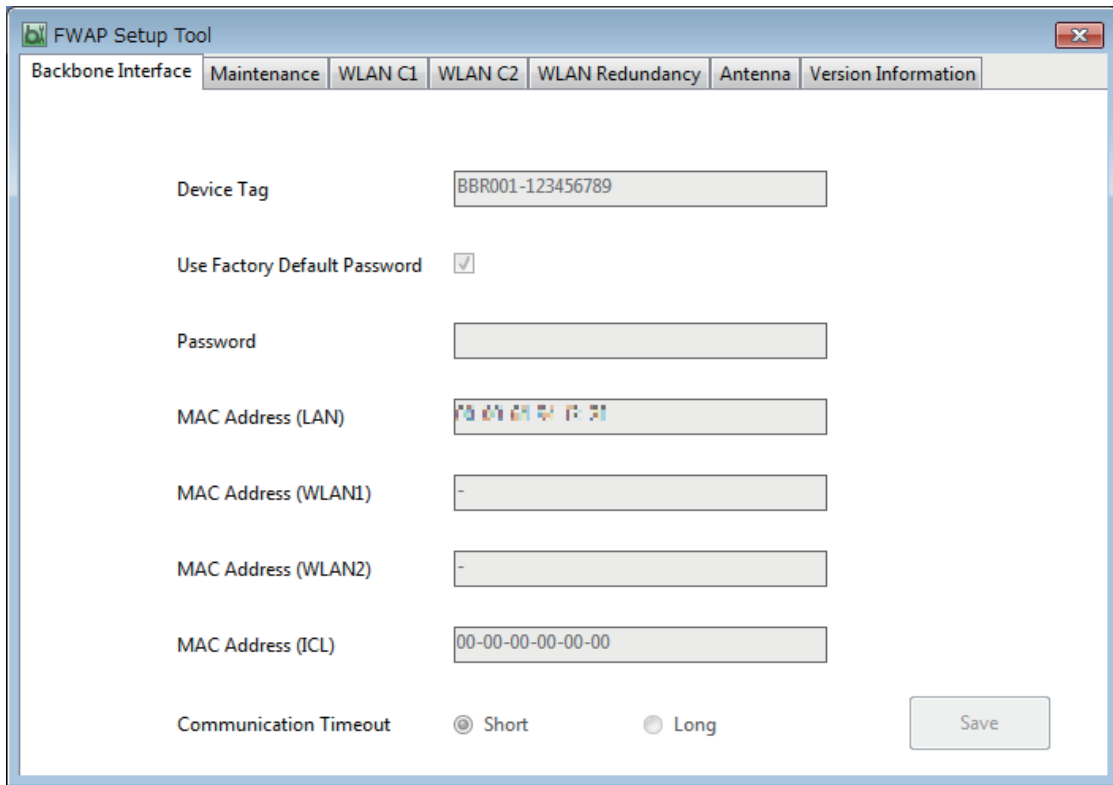 FWAP Setup Tool
Backbone Interface Maintenance WLAN C1 WLAN C2 WLAN Redundancy Antenna Version Information
Device Tag BBR001-123456789
Use Factory Default Password
Password
MAC Address (LAN)
MAC Address (WLAN1) -
MAC Address (WLAN2) -
MAC Address (ICL) 00-00-00-00-00-00
Communication Timeout Short Long Save